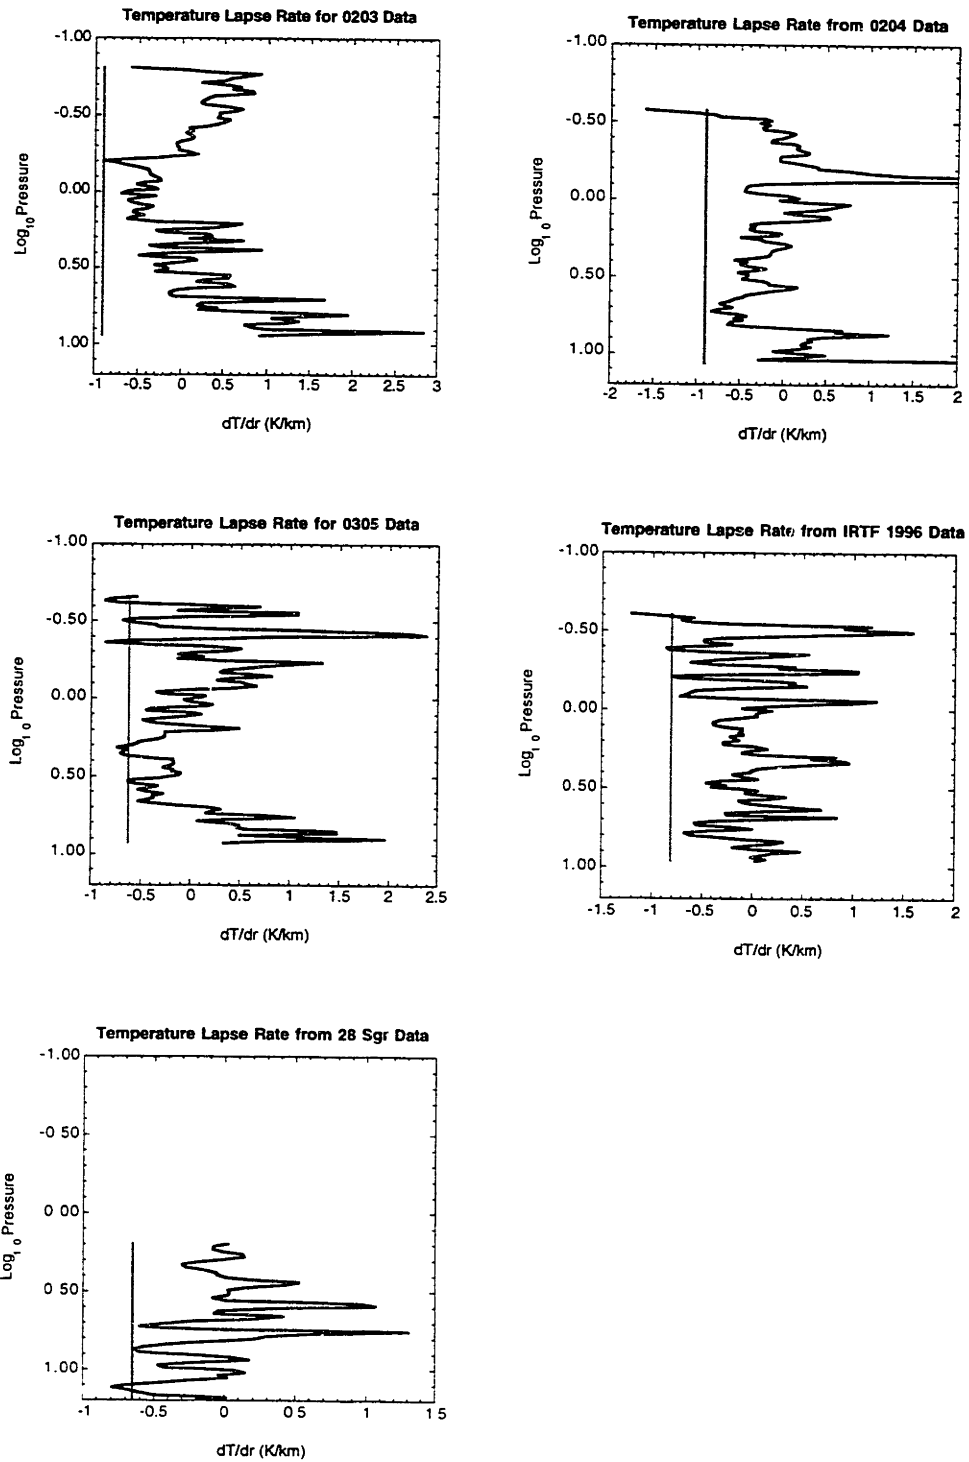 Temperature Lapse Rate for 0203 Data
-1.00
-0.50
0.00
0.50
1.00
Log10 Pressure
-1 -0.5 0 0.5 1 1.5 2 2.5 3
dT/dr (K/km)
Temperature Lapse Rate from 0204 Data
-1.00
-0.50
0.00
0.50
1.00
Log10 Pressure
-2 -1.5 -1 -0.5 0 0.5 1 1.5 2
dT/dr (K/km)
Temperature Lapse Rate for 0305 Data
-1.00
-0.50
0.00
0.50
1.00
Log10 Pressure
-1 -0.5 0 0.5 1 1.5 2 2.5
dT/dr (K/km)
Temperature Lapse Rate from IRTF 1996 Data
-1.00
-0.50
0.00
0.50
1.00
Log10 Pressure
-1.5 -1 -0.5 0 0.5 1 1.5 2
dT/dr (K/km)
Temperature Lapse Rate from 28 Sgr Data
-1.00
-0 50
0 00
0 50
1.00
Log10 Pressure
-1 -0.5 0 0 5 1 1 5
dT/dr (K/km)